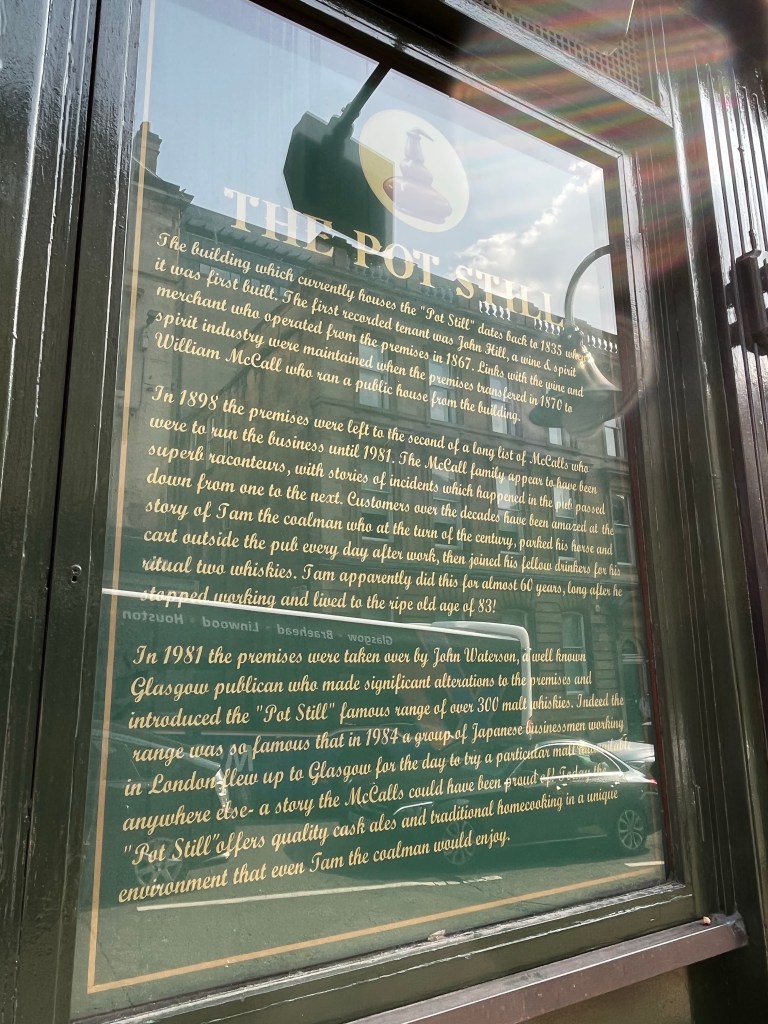 THE POT STILL
The building which currently houses the "Pot Still" dates back to 1835 when
it was first built. The first recorded tenant was John Hill, a wine & spirit
merchant who operated from the premises in 1867. Links with the wine and
spirit industry were maintained when the premises transfered in 1870 to
William McCall who ran a public house from the building.
In 1898 the premises were left to the second of a long list of McCalls who
were to run the business until 1981. The McCall family appear to have been
superb raconteurs, with stories of incidents which happened in the pub passed
down from one to the next. Customers over the decades have been amazed at the
story of Tam the coalman who at the turn of the century, parked his horse and
cart outside the pub every day after work, then joined his fellow drinkers for his
ritual two whiskies. Tam apparently did this for almost 60 years, long after he
stopped working and lived to the ripe old age of 83!
Glasgow • Braehead • Linwood • Houston
In 1981 the premises were taken over by John Waterson, a well known
Glasgow publican who made significant alterations to the premises and
introduced the "Pot Still" famous range of over 300 malt whiskies. Indeed the
range was so famous that in 1984 a group of Japanese businessmen working
in London flew up to Glasgow for the day to try a particular malt unavailable
anywhere else- a story the McCalls could have been proud of! Today the
"Pot Still"offers quality cask ales and traditional homecooking in a unique
environment that even Tam the coalman would enjoy.